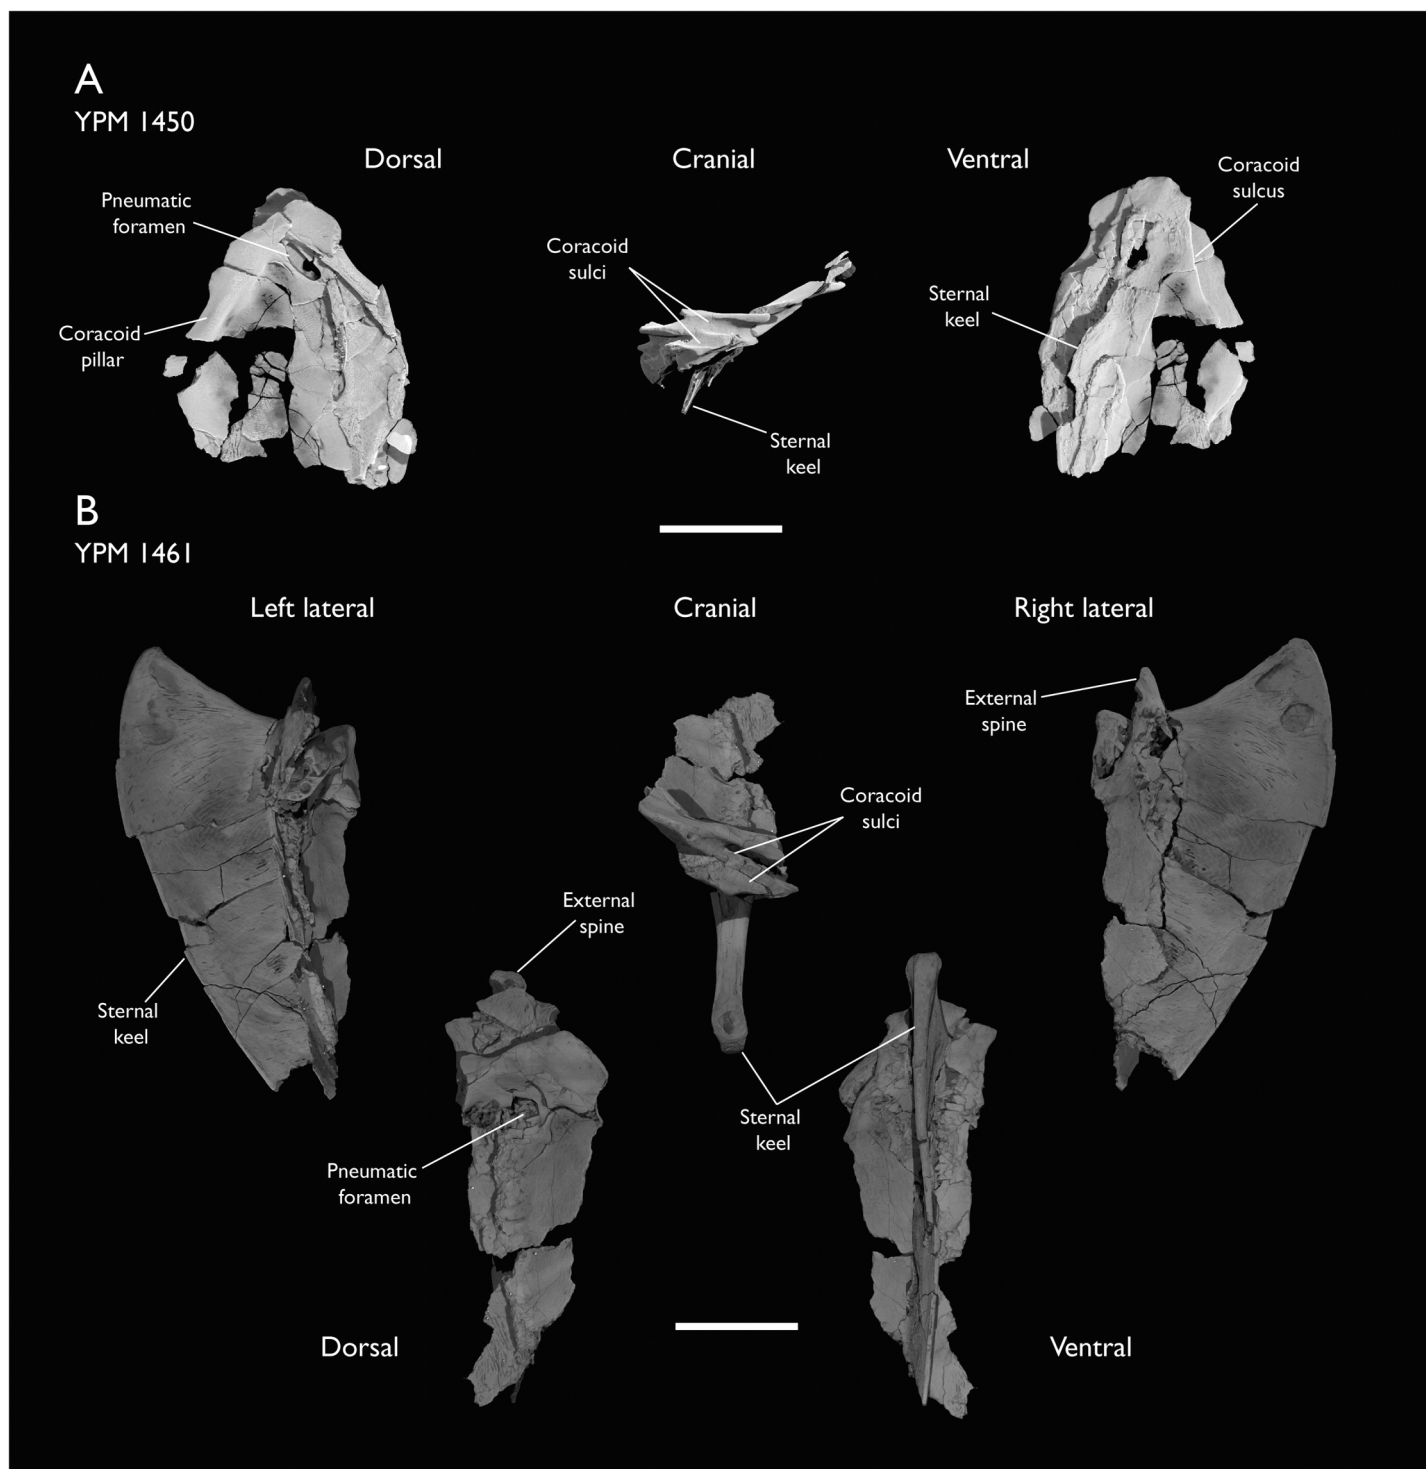 A
YPM 1450
Dorsal
Cranial
Ventral
Pneumatic
foramen
Coracoid
pillar
Coracoid
sulci
Sternal
keel
Coracoid
sulcus
Sternal
keel
B
YPM 1461
Left lateral
Cranial
Right lateral
External
spine
Coracoid
sulci
External
spine
Sternal
keel
Sternal
keel
Pneumatic
foramen
Dorsal
Ventral